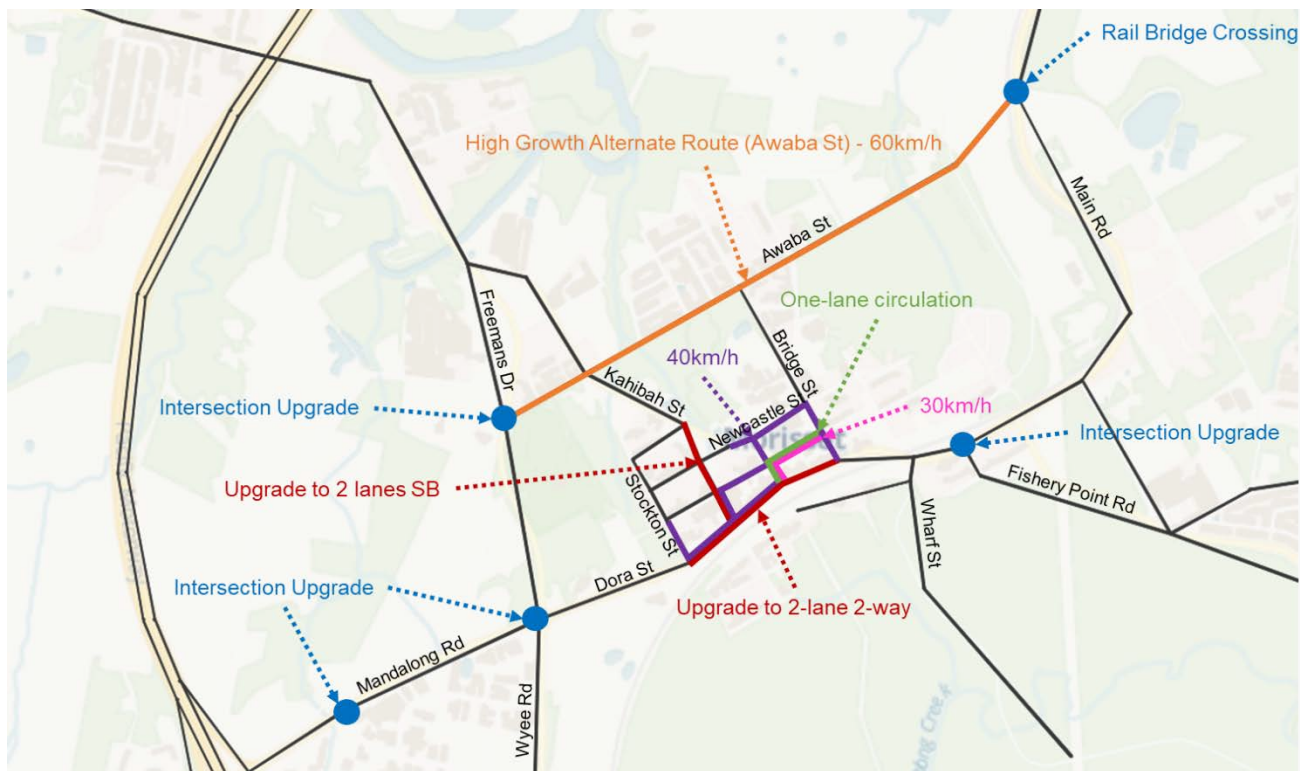 Rail Bridge Crossing
High Growth Alternate Route (Awaba St) - 60km/h
Main Rd
Awaba St
One-lane circulation
Freemans Dr
Bridge St
40km/h
Kahibah St
Newcastle St
30km/h
Intersection Upgrade
Intersection Upgrade
Upgrade to 2 lanes SB
Stockton St
Fishery Point Rd
Wharf St
Intersection Upgrade
Dora St
Upgrade to 2-lane 2-way
Mandalong Rd
Wyee Rd